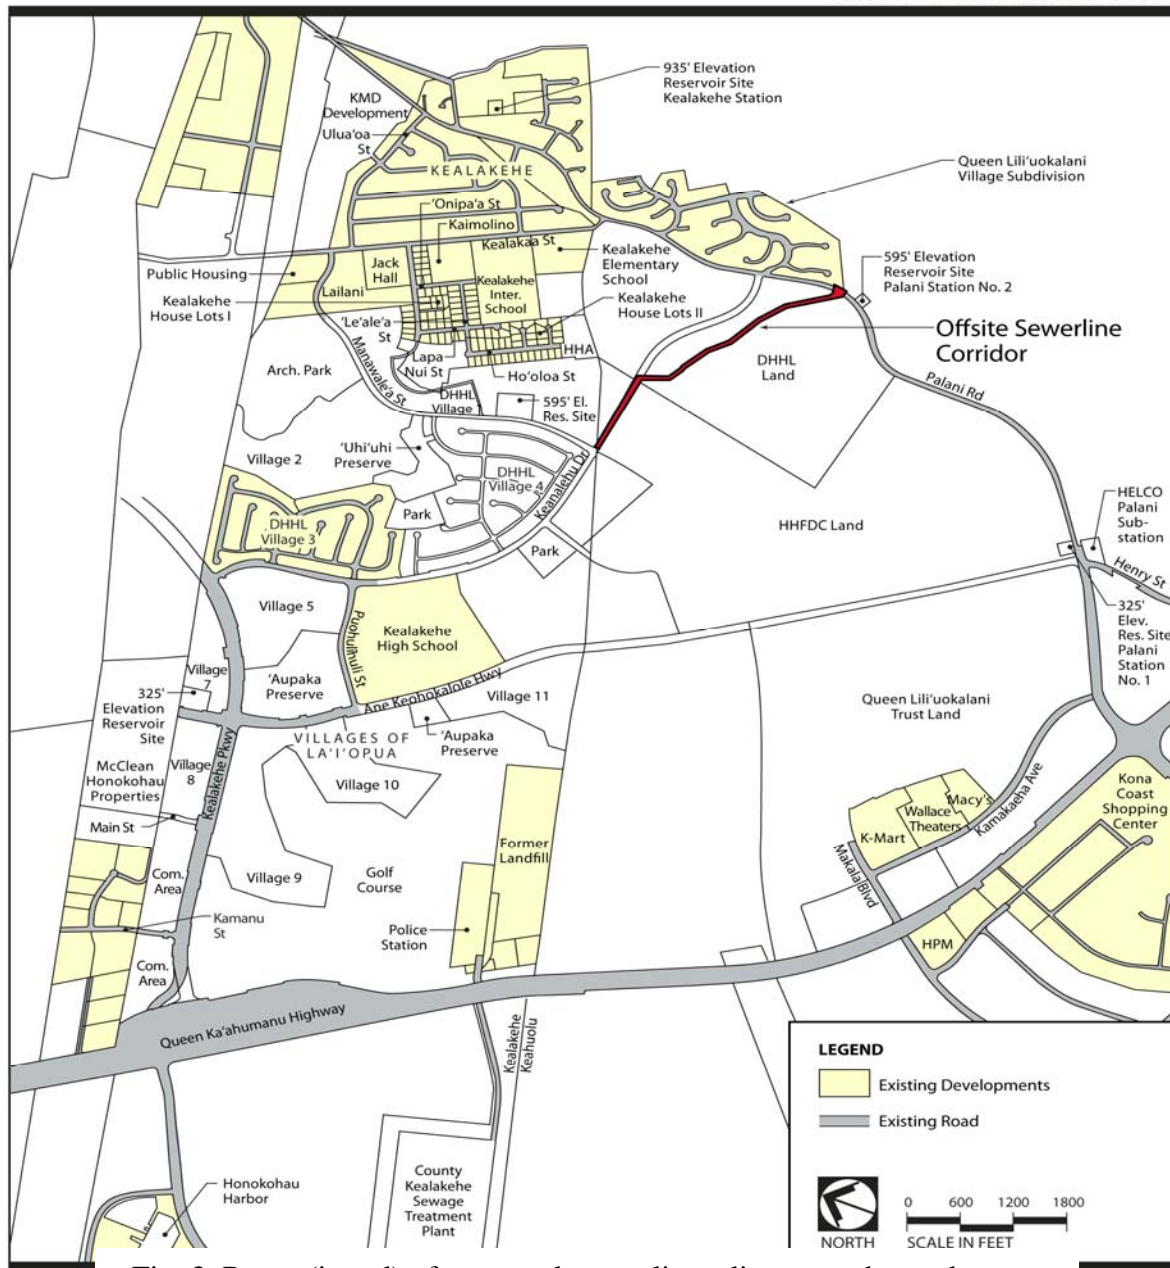 935' Elevation
Reservoir Site
Kealakehe Station
KMD
Development
Ulua'oa
St
KEALAKEHE
Queen Lili'uokalani
Village Subdivision
'Onipa'a St
Kaimolino
Kealakaa St
Kealakehe
Elementary
School
Public Housing
Jack
Hall
Lailani
Kealakehe
Inter.
School
595' Elevation
Reservoir Site
Palani Station No. 2
Kealakehe
House Lots I
Kealakehe
House Lots II
'Le'ale'a
St
Offsite Sewerline
Corridor
Lapa
Nui St
HHA
DHHL
Land
Arch. Park
Manawale'a St
Ho'oloa St
Palani Rd
DHHL
Village 1
595' El.
Res. Site
'Uhi'uhi
Preserve
Village 2
DHHL
Village 4
Keanalehu Dr
HELCO
Palani
Sub-
station
Park
DHHL
Village 3
HHFDC Land
Park
Henry St
Village 5
Puohulihuli St
Kealakehe
High School
325'
Elev.
Res. Site
Palani
Station
No. 1
Village
7
'Aupaka
Preserve
Ane Keohokalole Hwy
Village 11
325'
Elevation
Reservoir
Site
Queen Lili'uokalani
Trust Land
'Aupaka
Preserve
VILLAGES OF
LA'I'OPUA
Kealakehe Pkwy
McClean
Honokohau
Properties
Village
8
Village 10
Kona
Coast
Shopping
Center
Kamakaeha Ave
Macy's
Wallace
Theaters
K-Mart
Main St
Former
Landfill
Makala Blvd
Com.
Area
Village 9
Golf
Course
Kamanu
St
Police
Station
HPM
Com.
Area
Queen Ka'ahumanu Highway
Kealakehe
Keahuolu
LEGEND
Existing Developments
Existing Road
County
Kealakehe
Sewage
Treatment
Plant
Honokohau
Harbor
NORTH
0 600 1200 1800
SCALE IN FEET